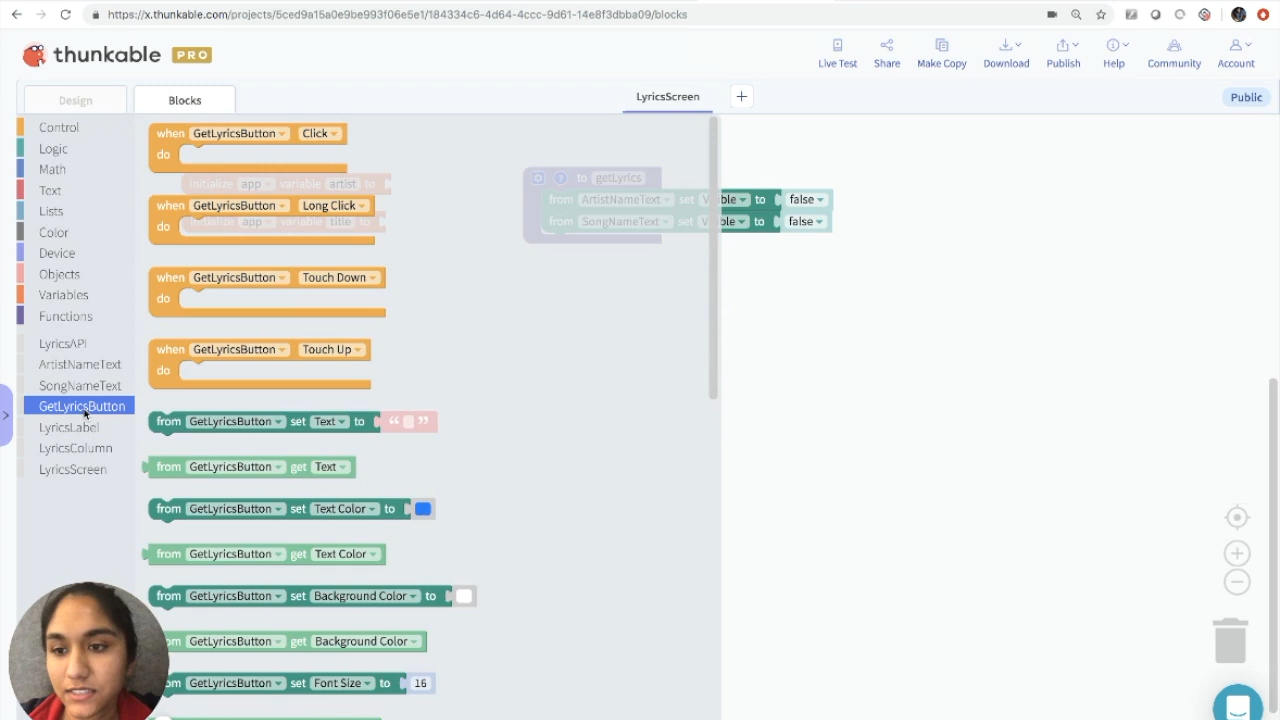 https://x.thunkable.com/projects/5ced9a15a0e9be993f06e5e1/184334c6-4d64-4ccc-9d61-14e8f3dbba09/blocks
thunkable PRO
Live Test Share Make Copy Download Publish Help Community Account
Design Blocks LyricsScreen + Public
Control
Logic
Math
Text
Lists
Color
Device
Objects
Variables
Functions
LyricsAPI
ArtistNameText
SongNameText
GetLyricsButton
LyricsLabel
LyricsColumn
LyricsScreen
when GetLyricsButton Click
do
initialize app variable artist to
when GetLyricsButton Long Click
do
initialize app variable title to
when GetLyricsButton Touch Down
do
when GetLyricsButton Touch Up
do
from GetLyricsButton set Text to “ ”
from GetLyricsButton get Text
from GetLyricsButton set Text Color to
from GetLyricsButton get Text Color
from GetLyricsButton set Background Color to
from GetLyricsButton get Background Color
from GetLyricsButton set Font Size to 16
? to getLyrics
from ArtistNameText set Visible to false
from SongNameText set Visible to false